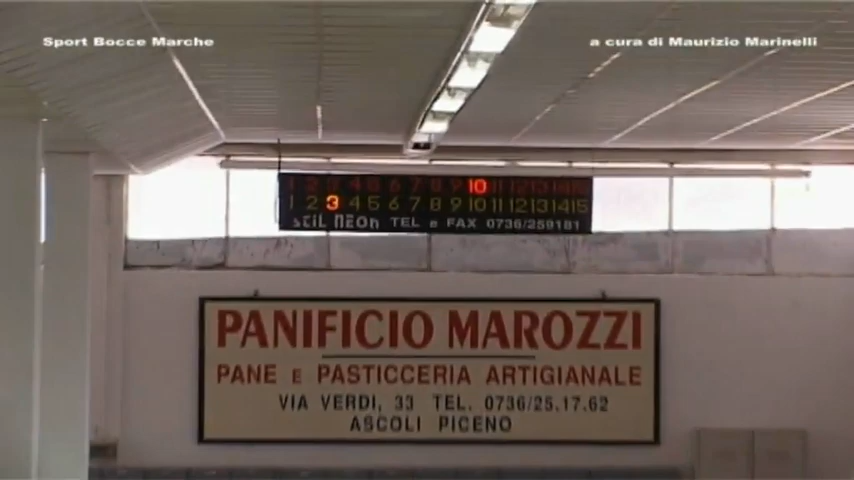 Sport Bocce Marche
a cura di Maurizio Marinelli
1 2 3 4 5 6 7 8 9 10 11 12 13 14 15
1 2 3 4 5 6 7 8 9 10 11 12 13 14 15
stil neon TEL e FAX 0736/259181
PANIFICIO MAROZZI
PANE E PASTICCERIA ARTIGIANALE
VIA VERDI, 33 TEL. 0736/25.17.62
ASCOLI PICENO